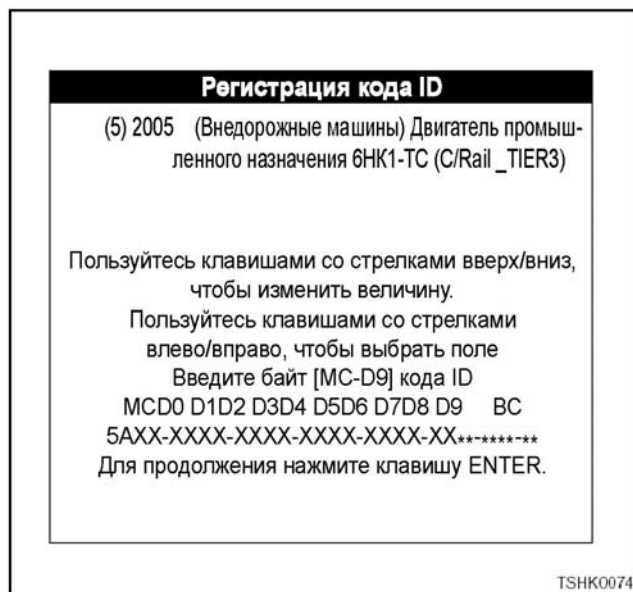 Регистрация кода ID
(5) 2005 (Внедорожные машины) Двигатель промыш-
ленного назначения 6НК1-ТС (C/Rail _TIER3)
Пользуйтесь клавишами со стрелками вверх/вниз,
чтобы изменить величину.
Пользуйтесь клавишами со стрелками
влево/вправо, чтобы выбрать поле
Введите байт [MC-D9] кода ID
MCD0 D1D2 D3D4 D5D6 D7D8 D9 BC
5AXX-XXXX-XXXX-XXXX-XXXX-XX**-****-**
Для продолжения нажмите клавишу ENTER.
TSHK0074